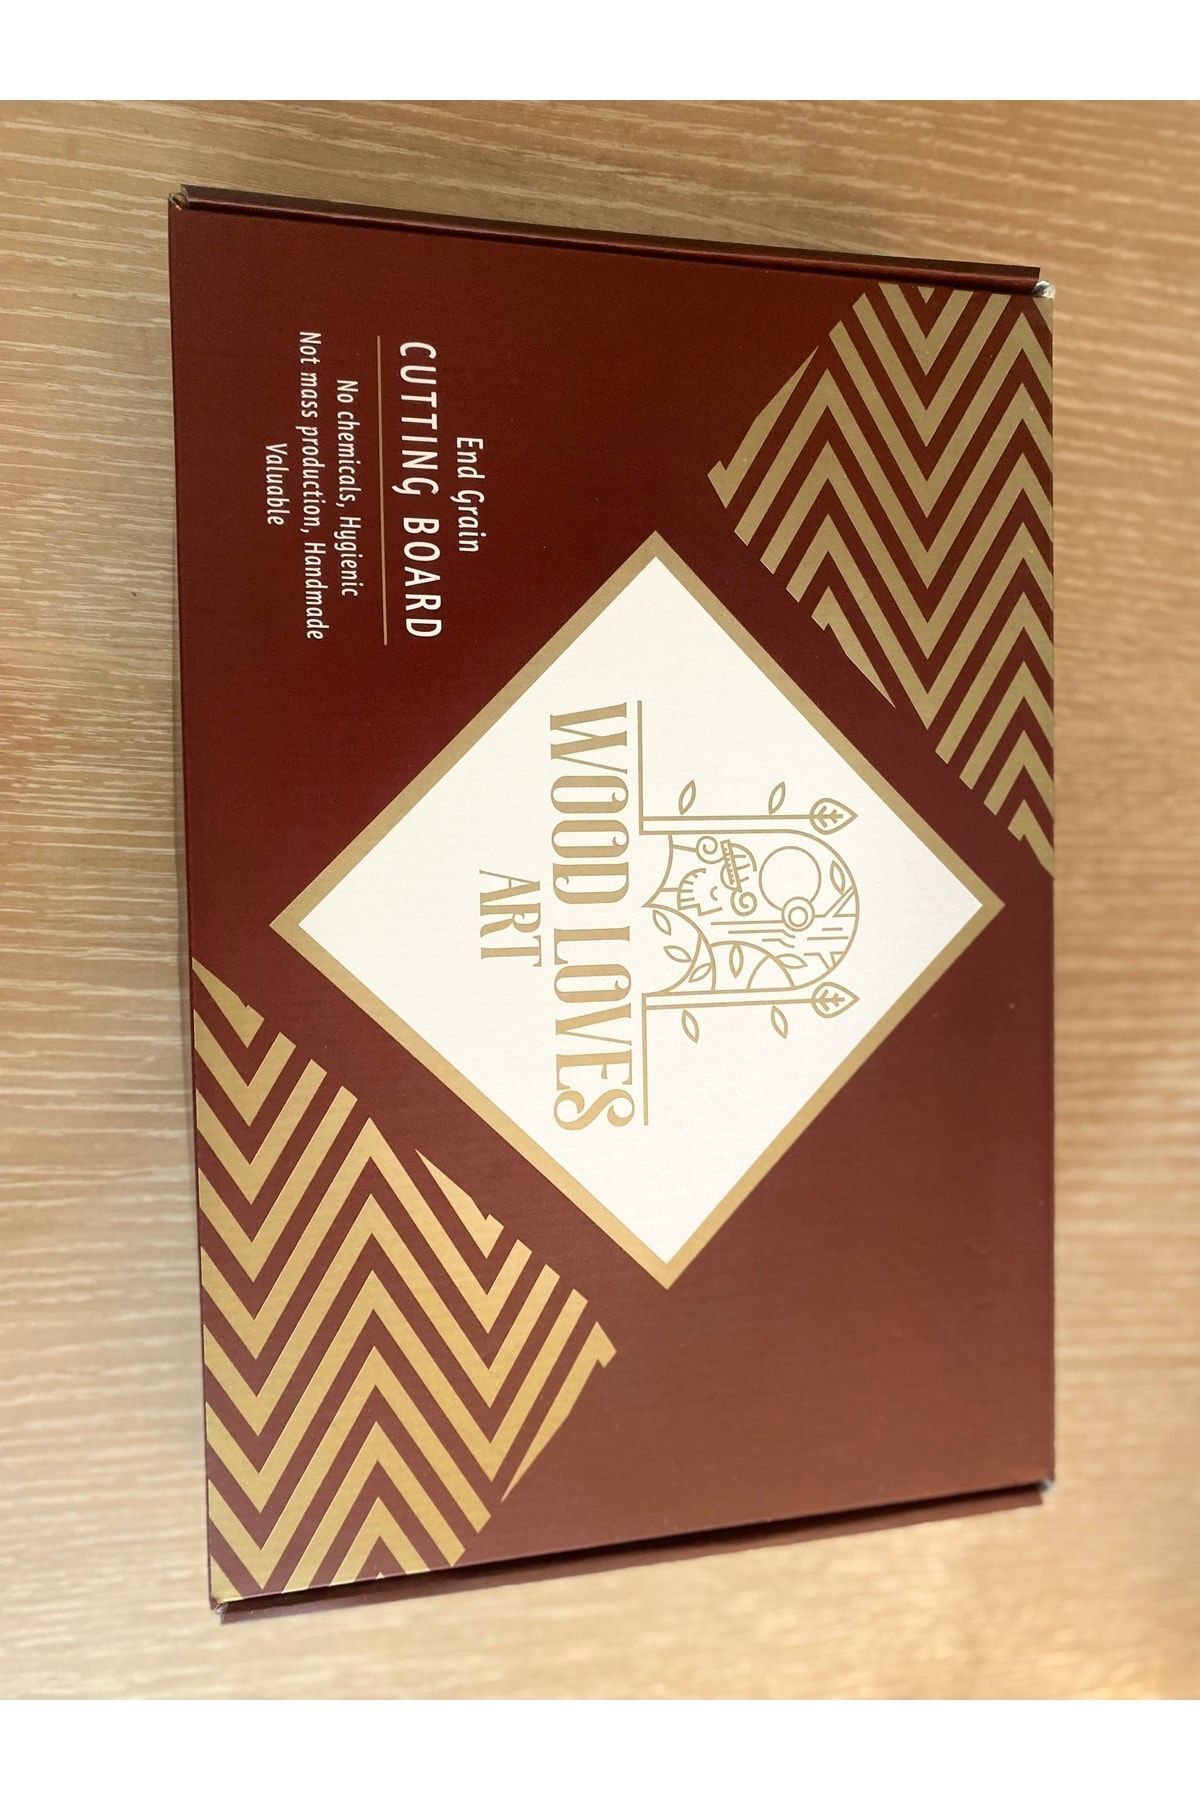 WOOD LOVES
ART
End Grain
CUTTING BOARD
No chemicals, Hygienic
Not mass production, Handmade
Valuable